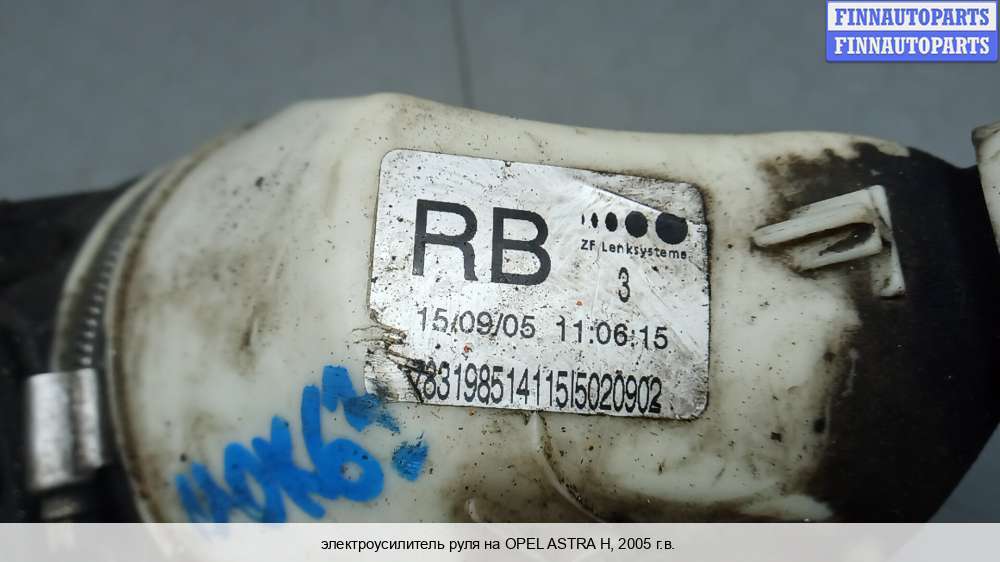 FINNAUTOPARTS
FINNAUTOPARTS
RB
ZF Lenksysteme
3
15/09/05 11:06:15
783198514115I5020902
электроусилитель руля на OPEL ASTRA H, 2005 г.в.